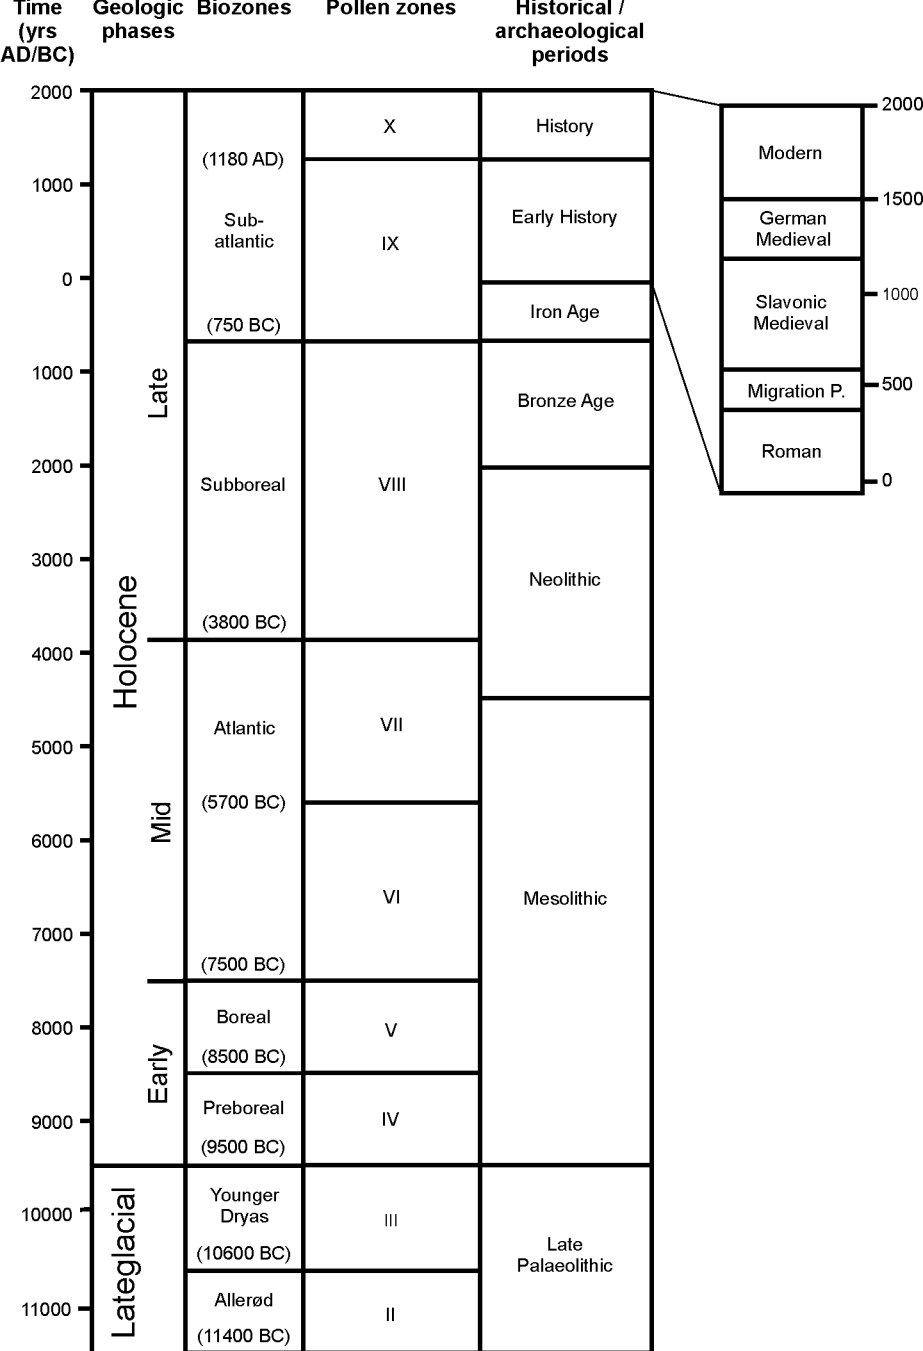 Time
(yrs
AD/BC)
Geologic
phases
Biozones
Pollen zones
Historical /
archaeological
periods
2000
1000
0
1000
2000
3000
4000
5000
6000
7000
8000
9000
10000
11000
Holocene
Lateglacial
Late
Mid
Early
(1180 AD)
Sub-
atlantic
(750 BC)
Subboreal
(3800 BC)
Atlantic
(5700 BC)
(7500 BC)
Boreal
(8500 BC)
Preboreal
(9500 BC)
Younger
Dryas
(10600 BC)
Allerød
(11400 BC)
X
IX
VIII
VII
VI
V
IV
III
II
History
Early History
Iron Age
Bronze Age
Neolithic
Mesolithic
Late
Palaeolithic
Modern
German
Medieval
Slavonic
Medieval
Migration P.
Roman
2000
1500
1000
500
0